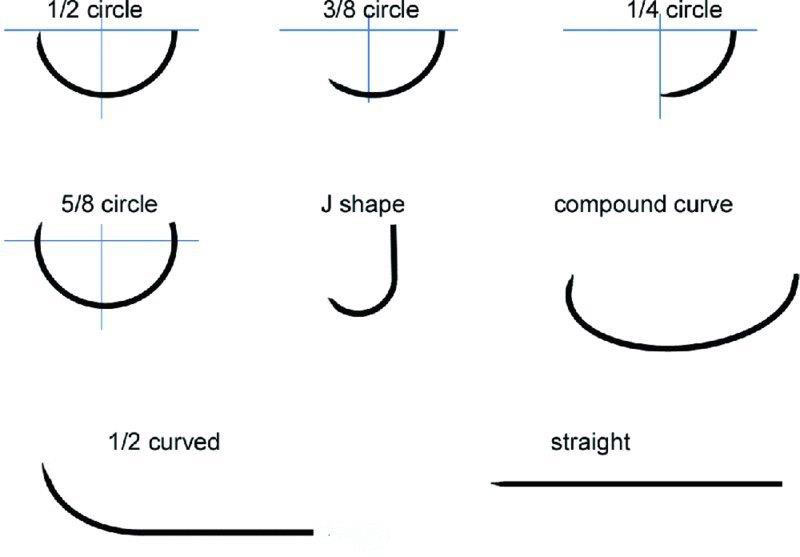 1/2 circle
3/8 circle
1/4 circle
5/8 circle
J shape
compound curve
1/2 curved
straight